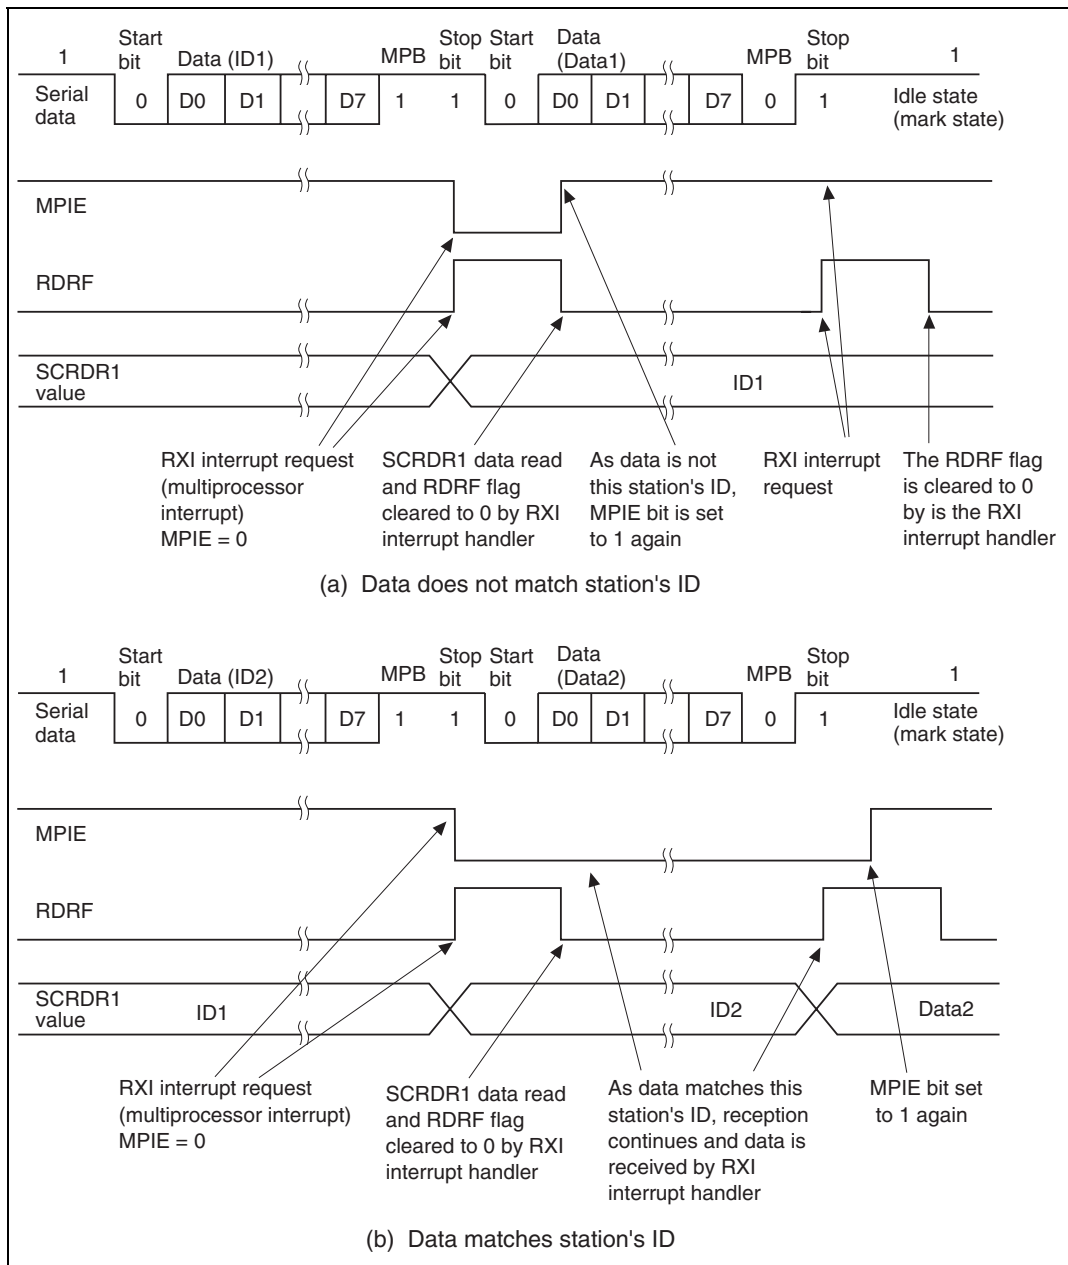 1 Start bit Data (ID1) MPB Stop bit Start bit Data (Data1) MPB Stop bit 1
Serial data 0 D0 D1 D7 1 1 0 D0 D1 D7 0 1 Idle state (mark state)
MPIE
RDRF
SCRDR1 value ID1
RXI interrupt request
(multiprocessor
interrupt)
MPIE = 0
SCRDR1 data read
and RDRF flag
cleared to 0 by RXI
interrupt handler
As data is not
this station's ID,
MPIE bit is set
to 1 again
RXI interrupt
request
The RDRF flag
is cleared to 0
by is the RXI
interrupt handler
(a) Data does not match station's ID
1 Start bit Data (ID2) MPB Stop bit Start bit Data (Data2) MPB Stop bit 1
Serial data 0 D0 D1 D7 1 1 0 D0 D1 D7 0 1 Idle state (mark state)
MPIE
RDRF
SCRDR1 value ID1 ID2 Data2
RXI interrupt request
(multiprocessor interrupt)
MPIE = 0
SCRDR1 data read
and RDRF flag
cleared to 0 by RXI
interrupt handler
As data matches this
station's ID, reception
continues and data is
received by RXI
interrupt handler
MPIE bit set
to 1 again
(b) Data matches station's ID